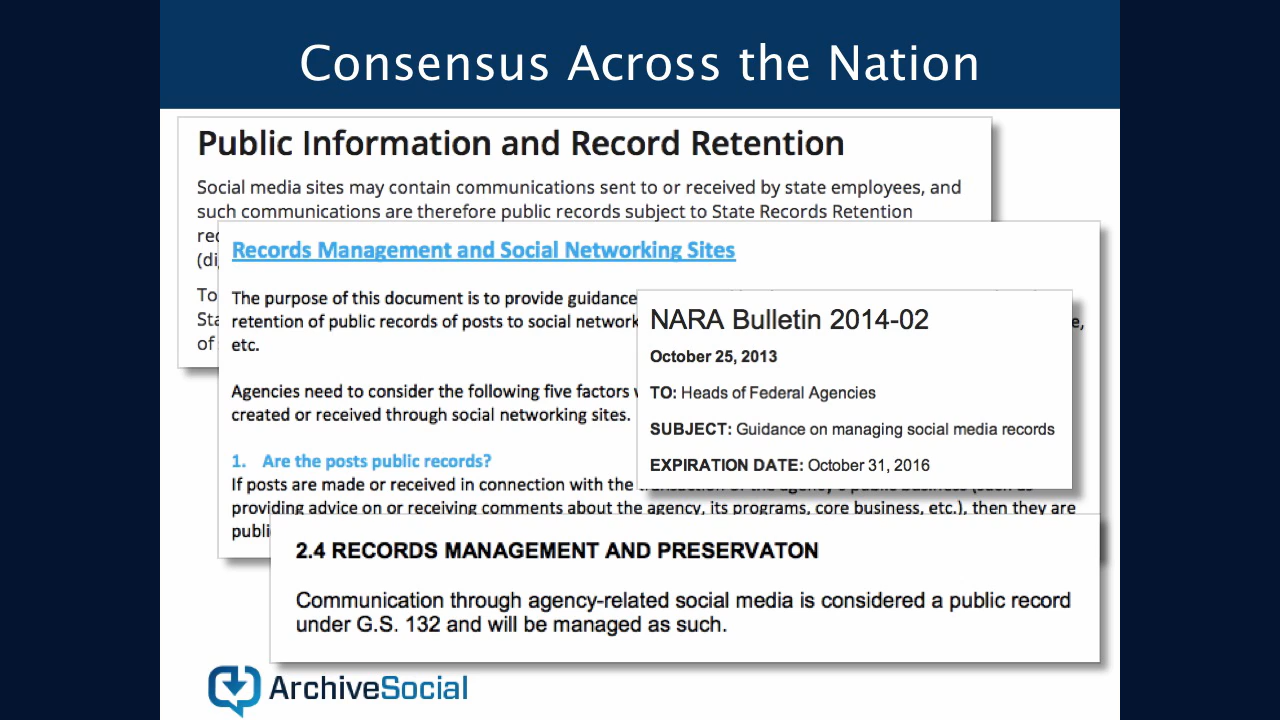 Consensus Across the Nation
Public Information and Record Retention
Social media sites may contain communications sent to or received by state employees, and
such communications are therefore public records subject to State Records Retention
Records Management and Social Networking Sites
The purpose of this document is to provide guidance
retention of public records of posts to social
etc.
NARA Bulletin 2014-02
October 25, 2013
TO: Heads of Federal Agencies
SUBJECT: Guidance on managing social media records
EXPIRATION DATE: October 31, 2016
Agencies need to consider the following five factors
created or received through social networking sites.
1. Are the posts public records?
If posts are made or received in connection with the
providing advice on or receiving comments about the agency, its programs, core business, etc.), then they are
2.4 RECORDS MANAGEMENT AND PRESERVATON
Communication through agency-related social media is considered a public record
under G.S. 132 and will be managed as such.
ArchiveSocial